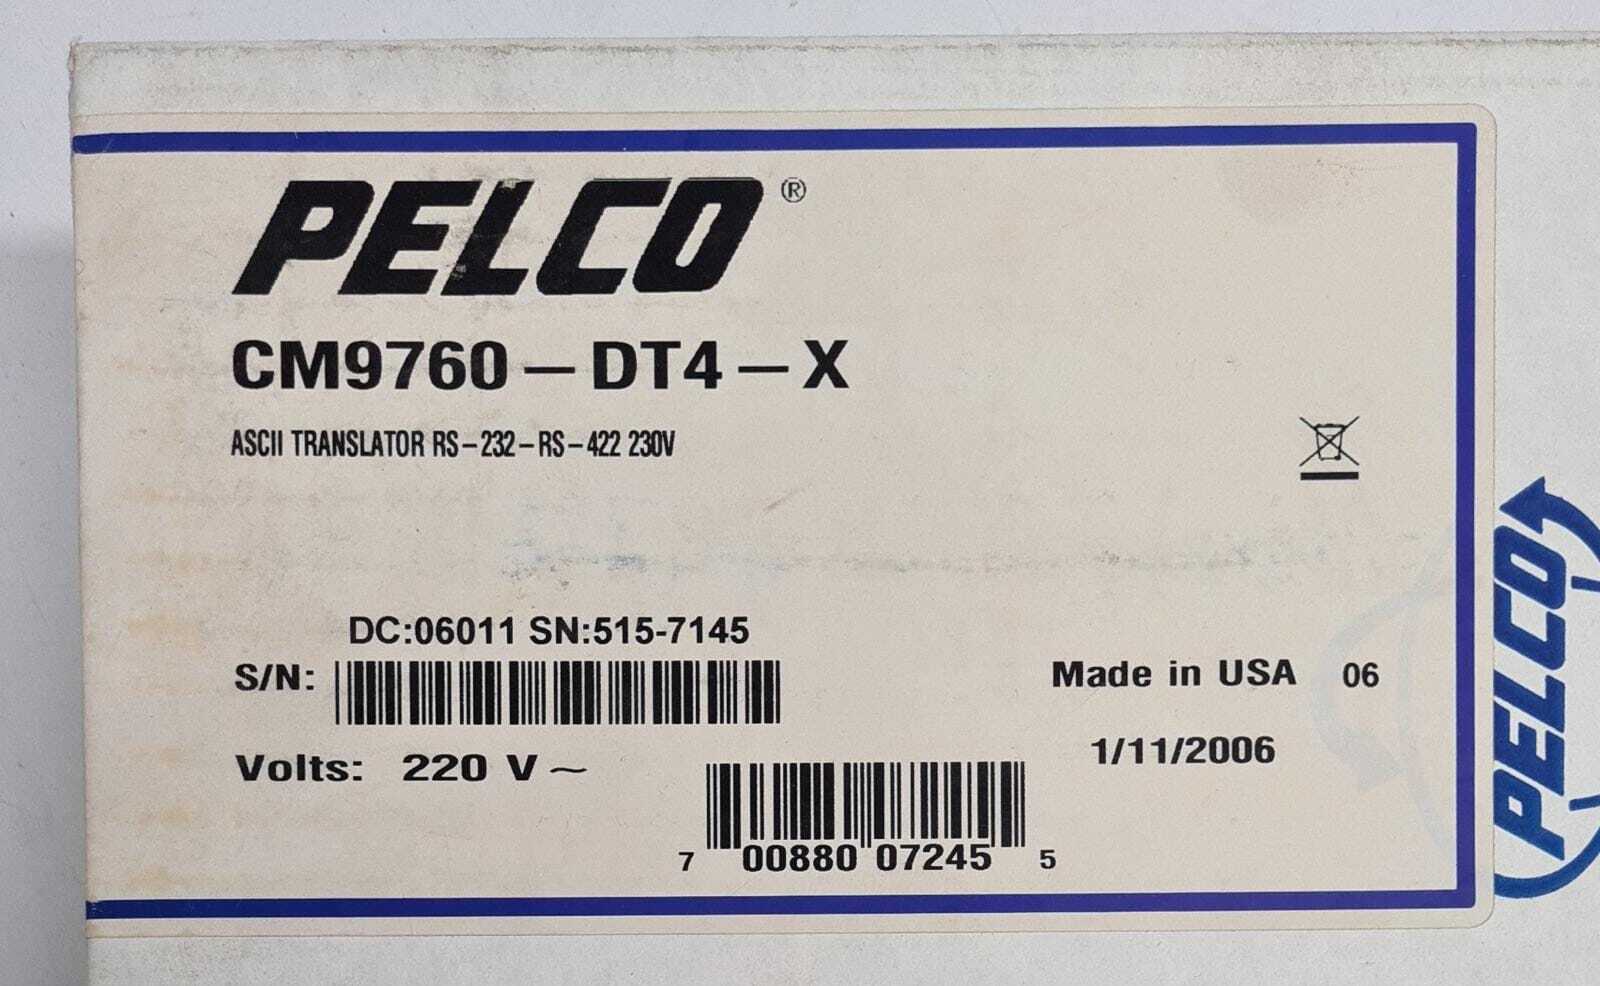 PELCO®
CM9760-DT4-X
ASCII TRANSLATOR RS-232-RS-422 230V
DC:06011 SN:515-7145
S/N:
Made in USA 06
Volts: 220 V ~
1/11/2006
7 00880 07245 5
PELCO